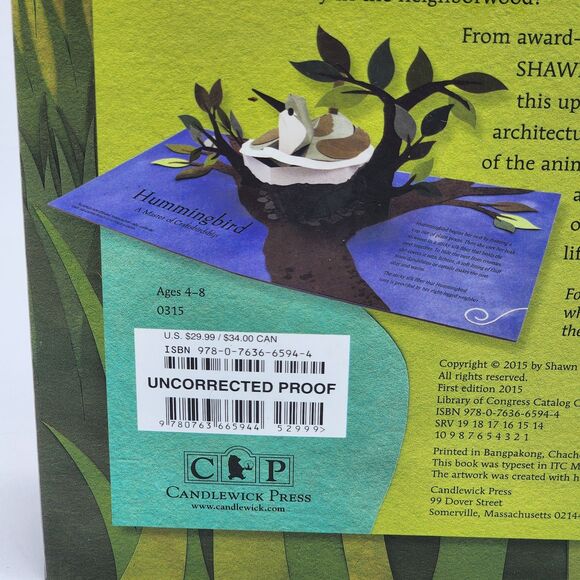 in the neighborwood?
From award-
SHAW
this up
architectu
of the anim
a
o
lif
Fo
wh
the
Hummingbird
A Master of Craftsmanship
Ages 4–8
0315
U.S. $29.99 / $34.00 CAN
ISBN 978-0-7636-6594-4
UNCORRECTED PROOF
9 780763 665944
52999>
C P
CANDLEWICK PRESS
www.candlewick.com
Copyright © 2015 by Shawn
All rights reserved.
First edition 2015
Library of Congress Catalog C
ISBN 978-0-7636-6594-4
SRV 19 18 17 16 15 14
10 9 8 7 6 5 4 3 2 1
Printed in Bangpakong, Chach
This book was typeset in ITC M
The artwork was created with h
Candlewick Press
99 Dover Street
Somerville, Massachusetts 02144